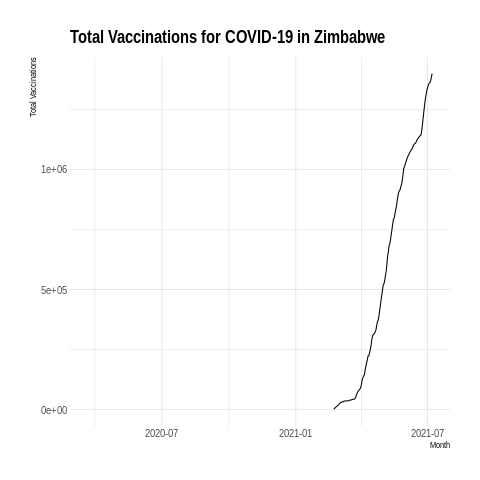 Total Vaccinations for COVID-19 in Zimbabwe
Total Vaccinations
1e+06
5e+05
0e+00
2020-07
2021-01
2021-07
Month